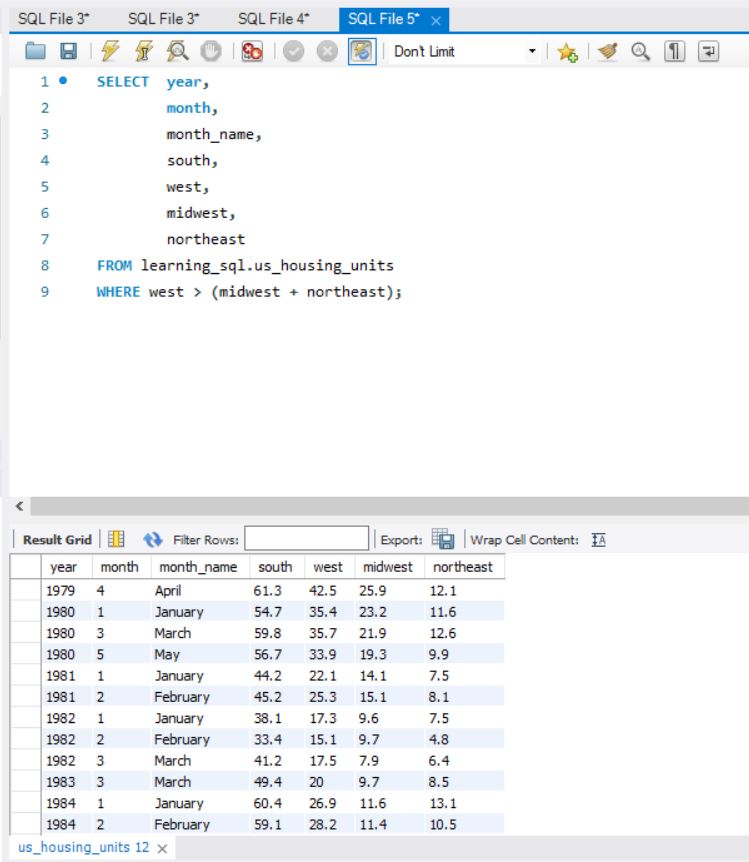 SQL File 3* SQL File 3* SQL File 4* SQL File 5*
Don't Limit
1 SELECT year,
2 month,
3 month_name,
4 south,
5 west,
6 midwest,
7 northeast
8 FROM learning_sql.us_housing_units
9 WHERE west > (midwest + northeast);
Result Grid Filter Rows: Export: Wrap Cell Content:
year month month_name south west midwest northeast
1979 4 April 61.3 42.5 25.9 12.1
1980 1 January 54.7 35.4 23.2 11.6
1980 3 March 59.8 35.7 21.9 12.6
1980 5 May 56.7 33.9 19.3 9.9
1981 1 January 44.2 22.1 14.1 7.5
1981 2 February 45.2 25.3 15.1 8.1
1982 1 January 38.1 17.3 9.6 7.5
1982 2 February 33.4 15.1 9.7 4.8
1982 3 March 41.2 17.5 7.9 6.4
1983 3 March 49.4 20 9.7 8.5
1984 1 January 60.4 26.9 11.6 13.1
1984 2 February 59.1 28.2 11.4 10.5
us_housing_units 12